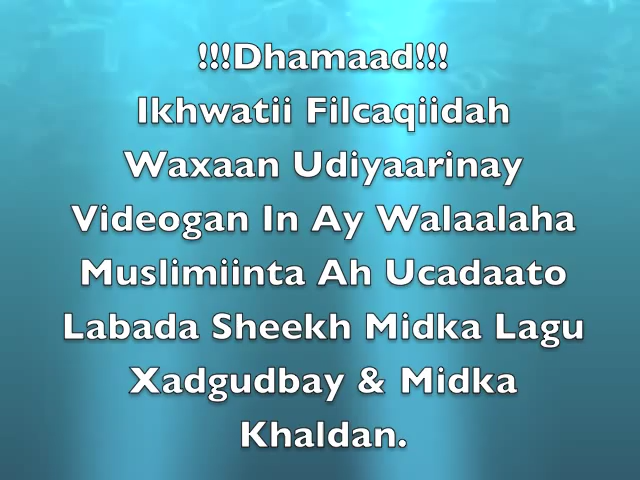 !!!Dhamaad!!!
Ikhwatii Filcaqiidah
Waxaan Udiyaarinay
Videogan In Ay Walaalaha
Muslimiinta Ah Ucadaato
Labada Sheekh Midka Lagu
Xadgudbay & Midka
Khaldan.